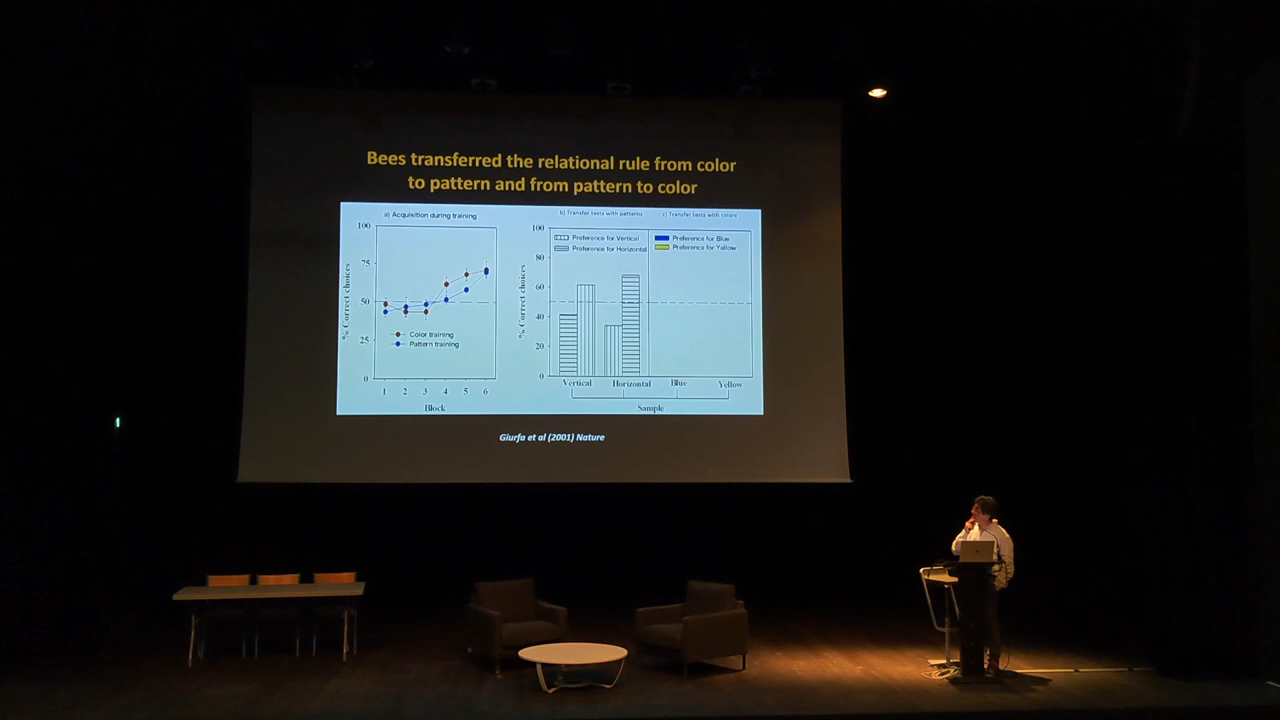 Bees transferred the relational rule from color
to pattern and from pattern to color
a) Acquisition during training
100
75
50
25
0
% Correct choices
Color training
Pattern training
1 2 3 4 5 6
Block
b) Transfer tests with patterns
c) Transfer tests with colors
100
80
60
40
20
0
% Correct choices
Preference for Vertical
Preference for Horizontal
Preference for Blue
Preference for Yellow
Vertical Horizontal Blue Yellow
Sample
Giurfa et al (2001) Nature